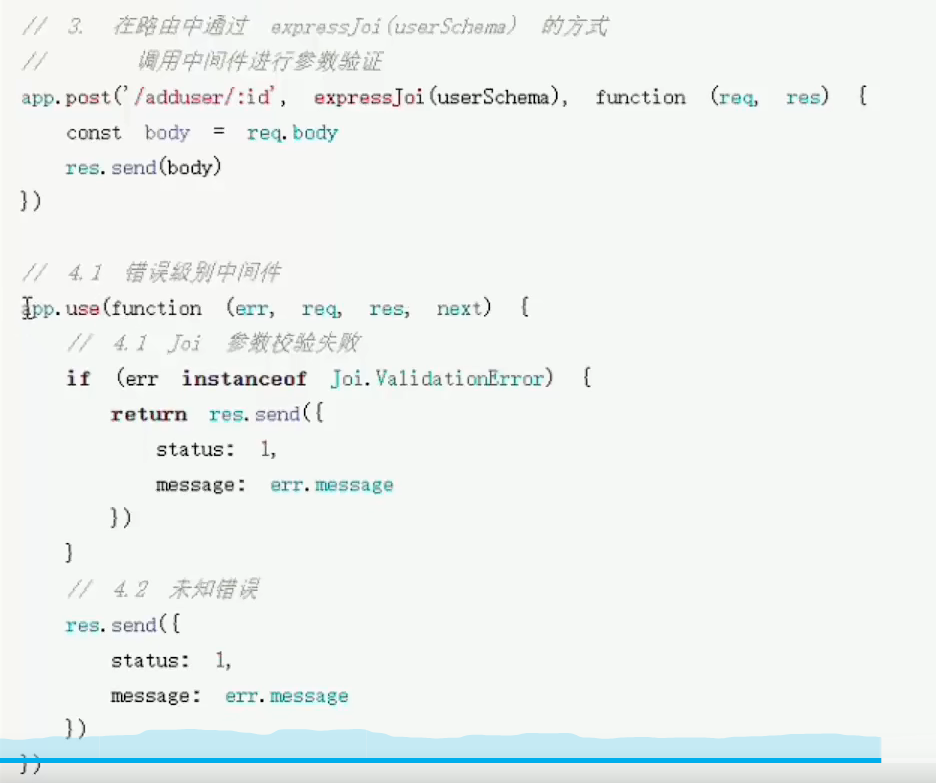 // 3. 在路由中通过 expressJoi(userSchema) 的方式
// 调用中间件进行参数验证
app.post('/adduser/:id', expressJoi(userSchema), function (req, res) {
const body = req.body
res.send(body)
})
// 4.1 错误级别中间件
app.use(function (err, req, res, next) {
// 4.1 Joi 参数校验失败
if (err instanceof Joi.ValidationError) {
return res.send({
status: 1,
message: err.message
})
}
// 4.2 未知错误
res.send({
status: 1,
message: err.message
})
})